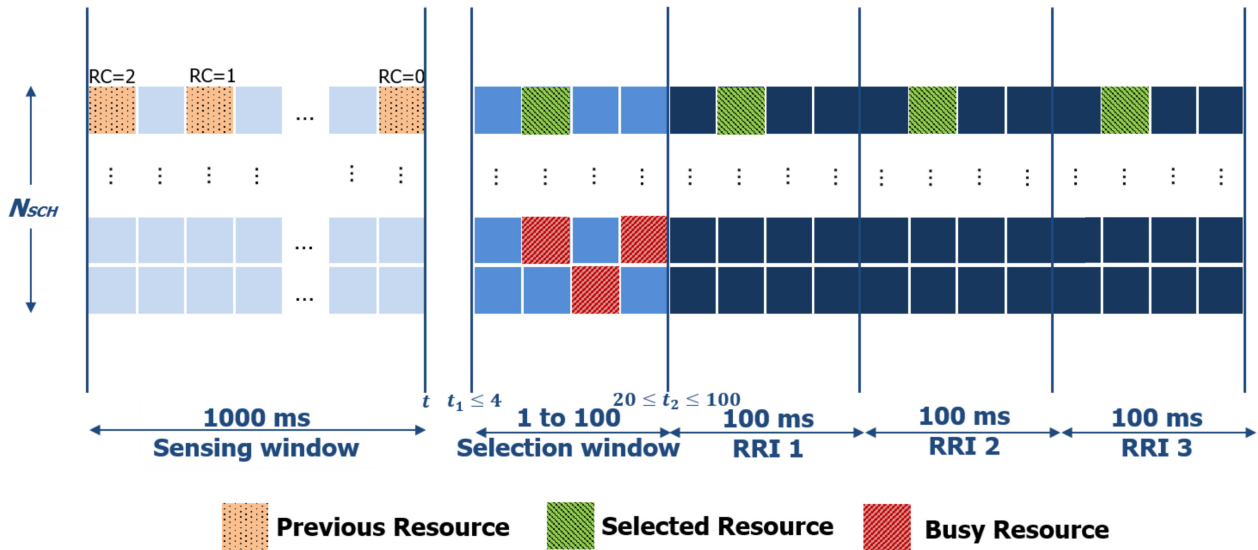 RC=2 RC=1 RC=0
...
⋮ ⋮ ⋮ ⋮ ⋮ ⋮ ⋮ ⋮ ⋮ ⋮ ⋮ ⋮ ⋮ ⋮ ⋮ ⋮ ⋮ ⋮ ⋮ ⋮ ⋮ ⋮
N_SCH
...
...
t t₁ ≤ 4 20 ≤ t₂ ≤ 100
1000 ms 1 to 100 100 ms 100 ms 100 ms
Sensing window Selection window RRI 1 RRI 2 RRI 3
Previous Resource Selected Resource Busy Resource